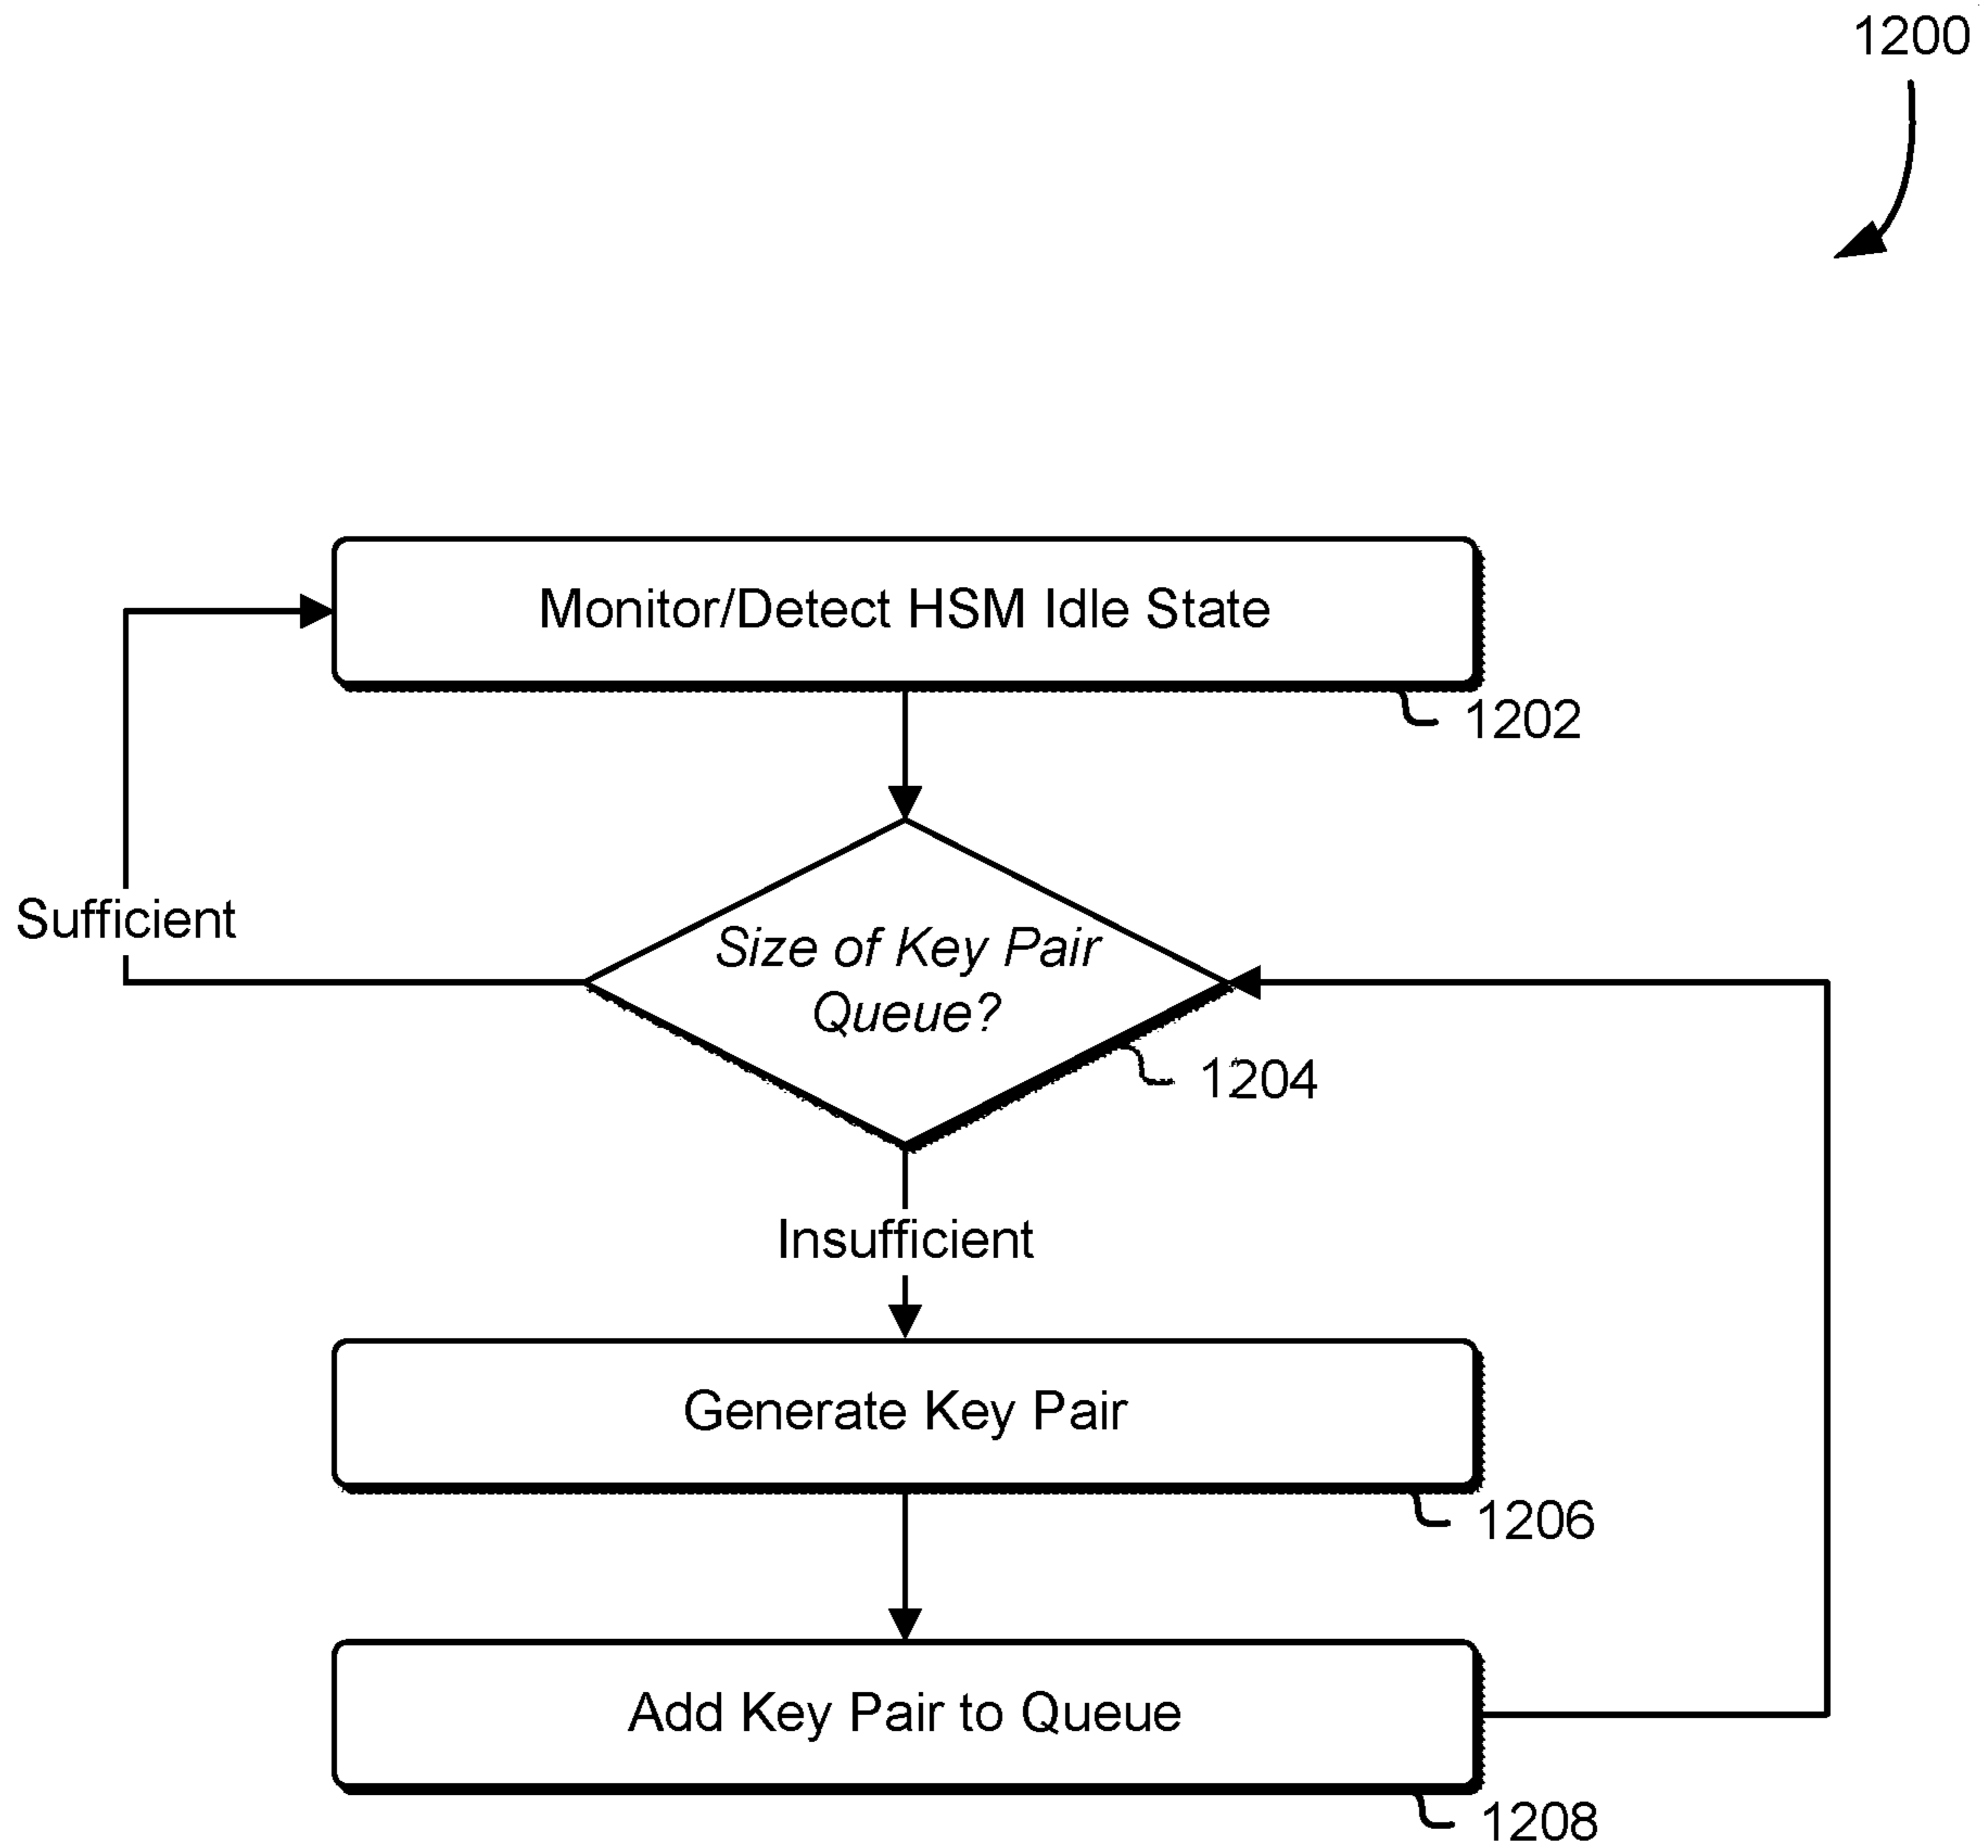 1200
Monitor/Detect HSM Idle State
1202
Sufficient
Size of Key Pair
Queue?
1204
Insufficient
Generate Key Pair
1206
Add Key Pair to Queue
1208